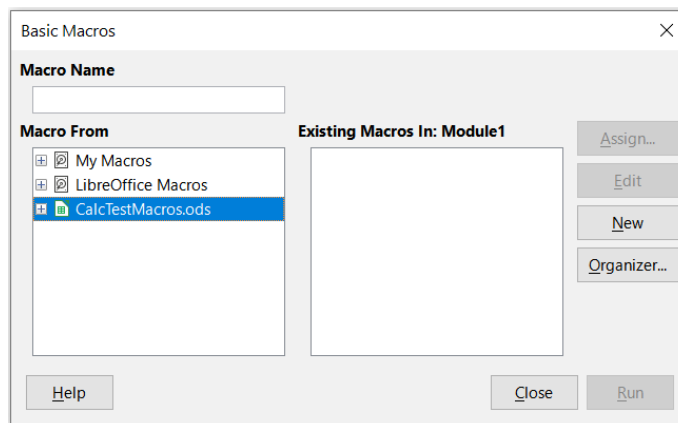 Basic Macros
Macro Name
Macro From
Existing Macros In: Module1
My Macros
LibreOffice Macros
CalcTestMacros.ods
Assign...
Edit
New
Organizer...
Help
Close
Run